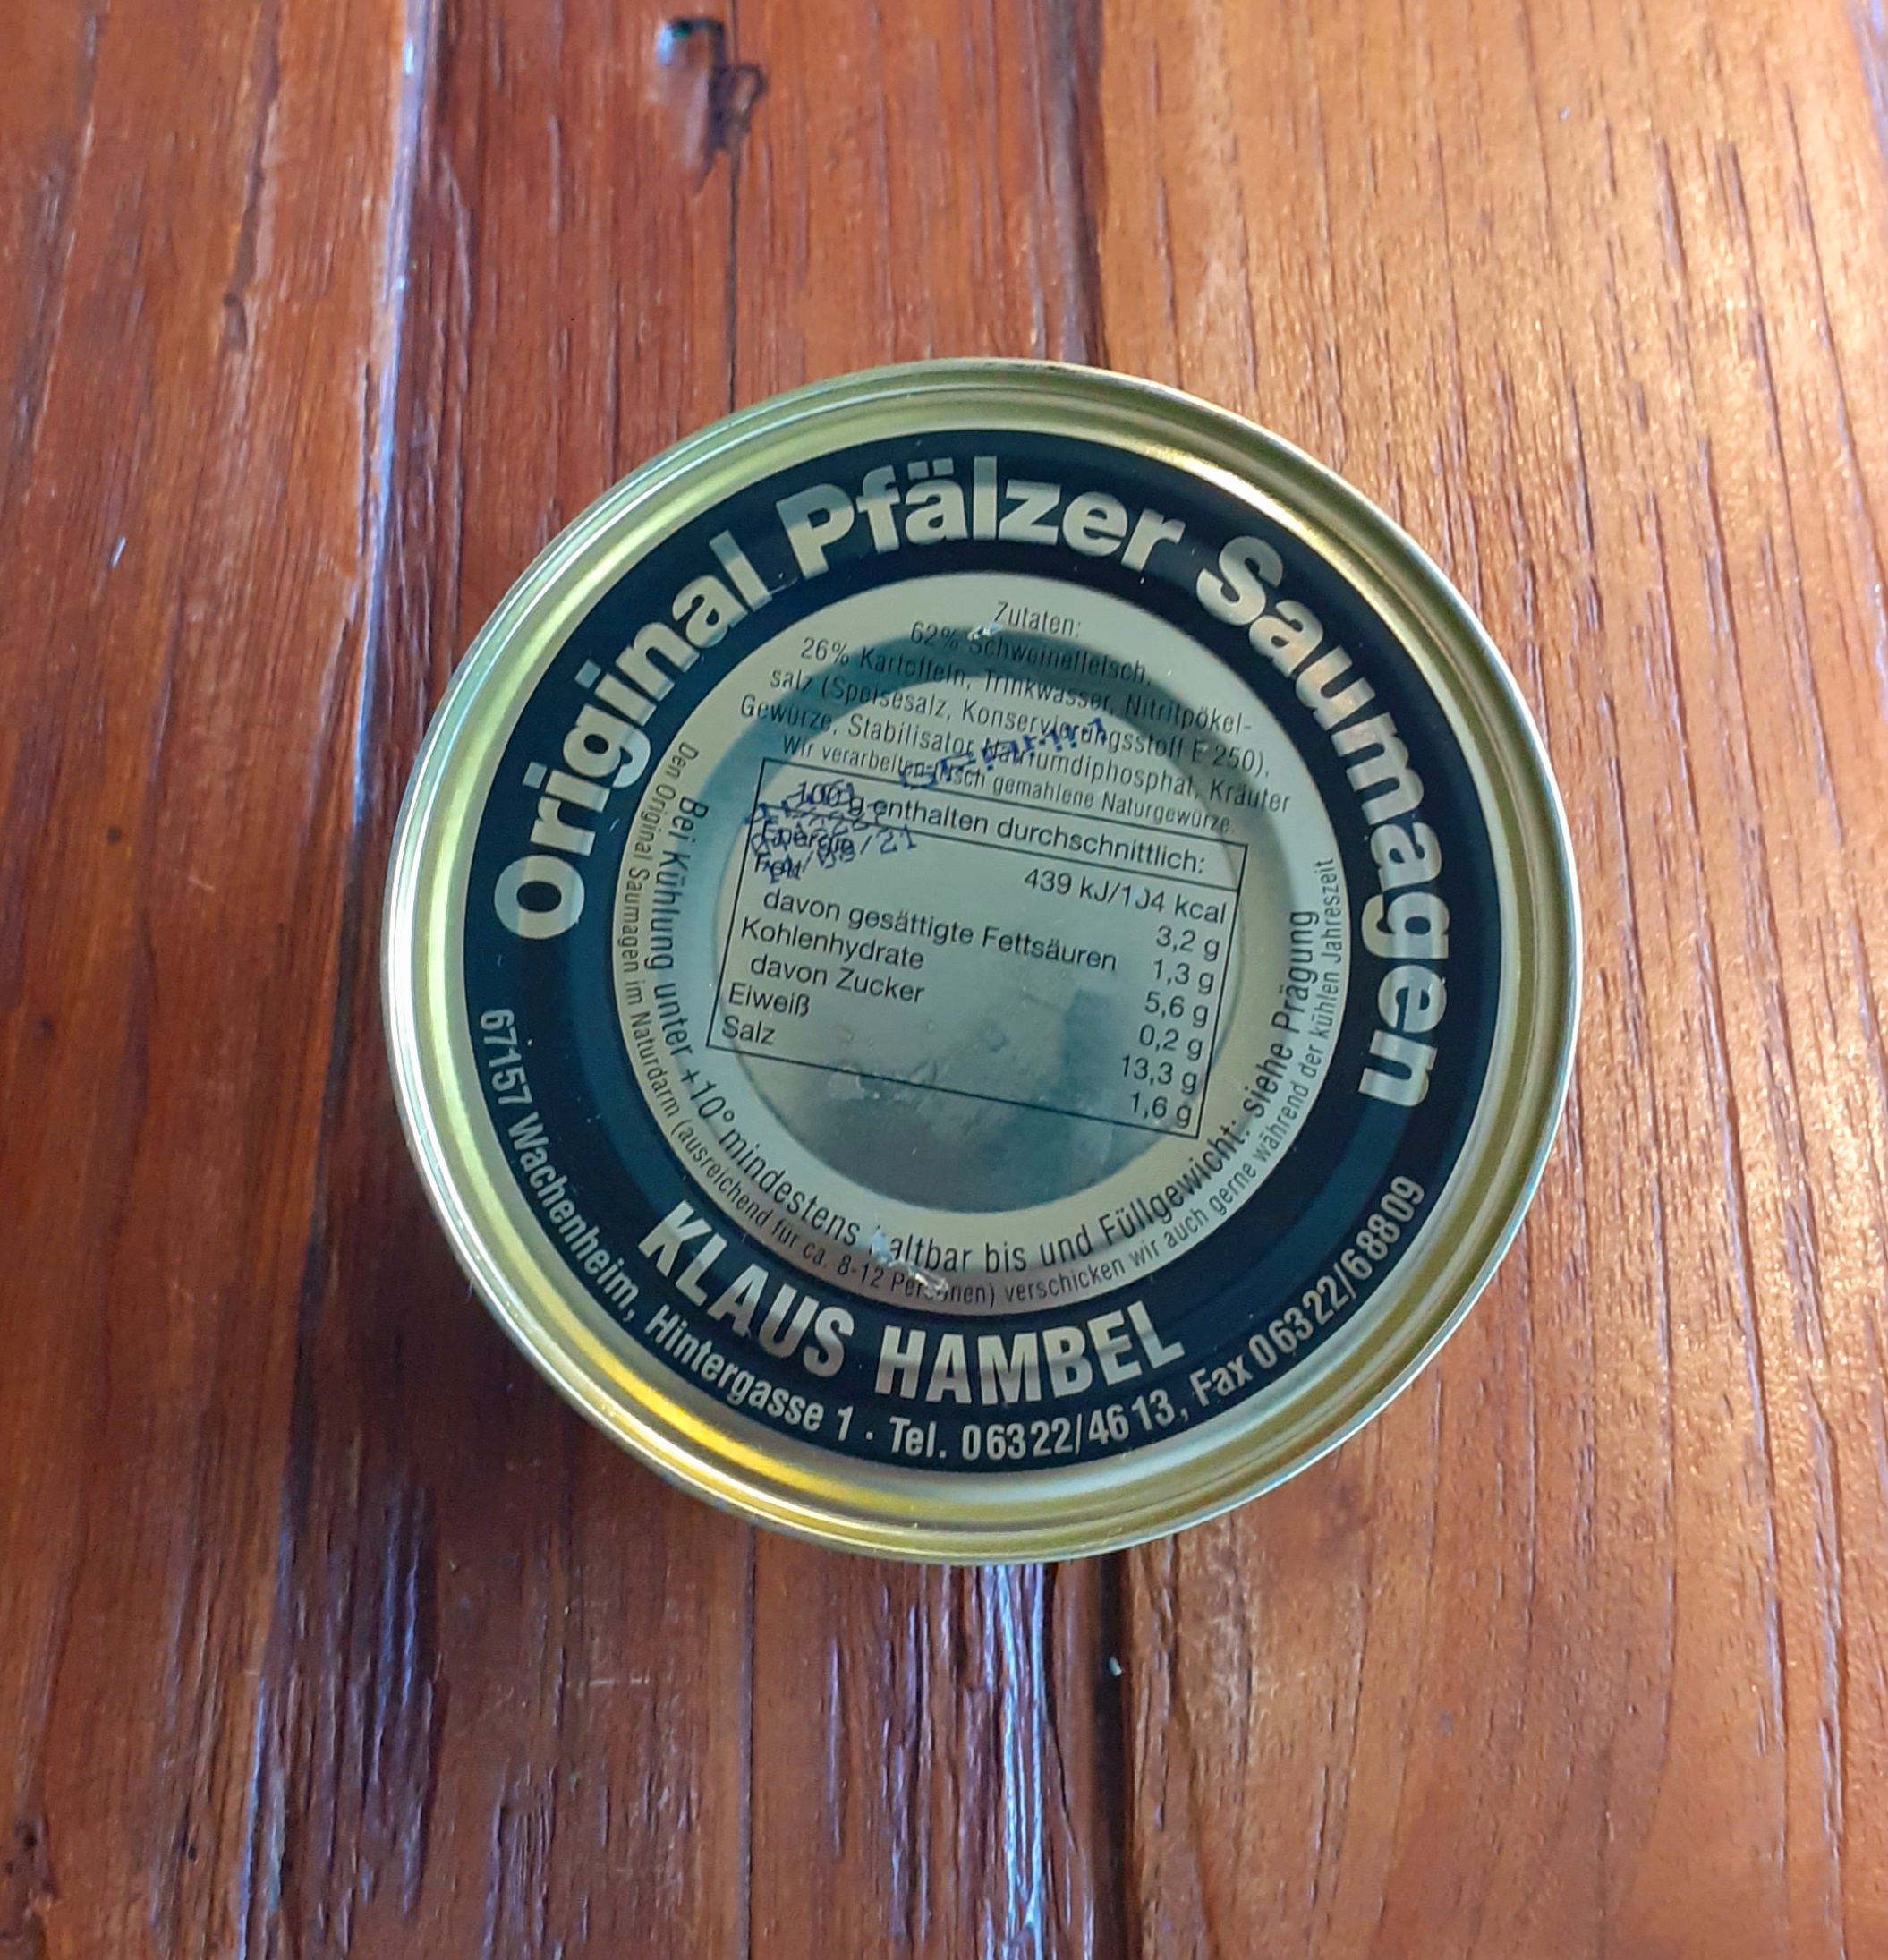 Original Pfälzer Saumagen
Zutaten:
62% Schweinefleisch,
26% Kartoffeln, Trinkwasser, Nitritpökel-
salz (Speisesalz, Konservierungsstoff E 250),
Gewürze, Stabilisator Natriumdiphosphat, Kräuter
Wir verarbeiten frisch gemahlene Naturgewürze.
100 g enthalten durchschnittlich:
Energie 439 kJ/104 kcal
Fett 3,2 g
davon gesättigte Fettsäuren 1,3 g
Kohlenhydrate 5,6 g
davon Zucker 0,2 g
Eiweiß 13,3 g
Salz 1,6 g
Bei Kühlung unter +10° mindestens haltbar bis und Füllgewicht: siehe Prägung
Den Original Saumagen im Naturdarm (ausreichend für ca. 8-12 Personen) verschicken wir auch gerne während der kühlen Jahreszeit
KLAUS HAMBEL
67157 Wachenheim, Hintergasse 1 · Tel. 06322/4613, Fax 06322/68809